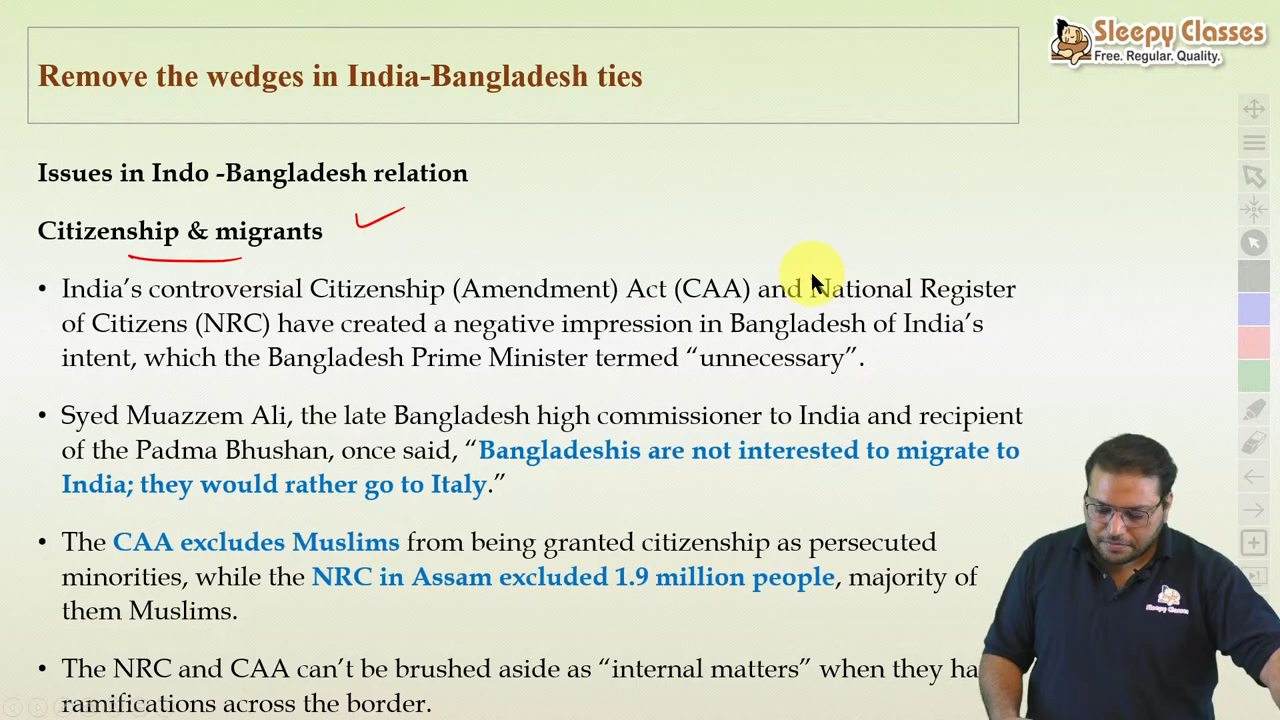 Sleepy Classes
Free. Regular. Quality.
Remove the wedges in India-Bangladesh ties
Issues in Indo -Bangladesh relation
Citizenship & migrants
• India’s controversial Citizenship (Amendment) Act (CAA) and National Register
of Citizens (NRC) have created a negative impression in Bangladesh of India’s
intent, which the Bangladesh Prime Minister termed “unnecessary”.
• Syed Muazzem Ali, the late Bangladesh high commissioner to India and recipient
of the Padma Bhushan, once said, “Bangladeshis are not interested to migrate to
India; they would rather go to Italy.”
• The CAA excludes Muslims from being granted citizenship as persecuted
minorities, while the NRC in Assam excluded 1.9 million people, majority of
them Muslims.
• The NRC and CAA can’t be brushed aside as “internal matters” when they ha
ramifications across the border.
Sleepy Classes